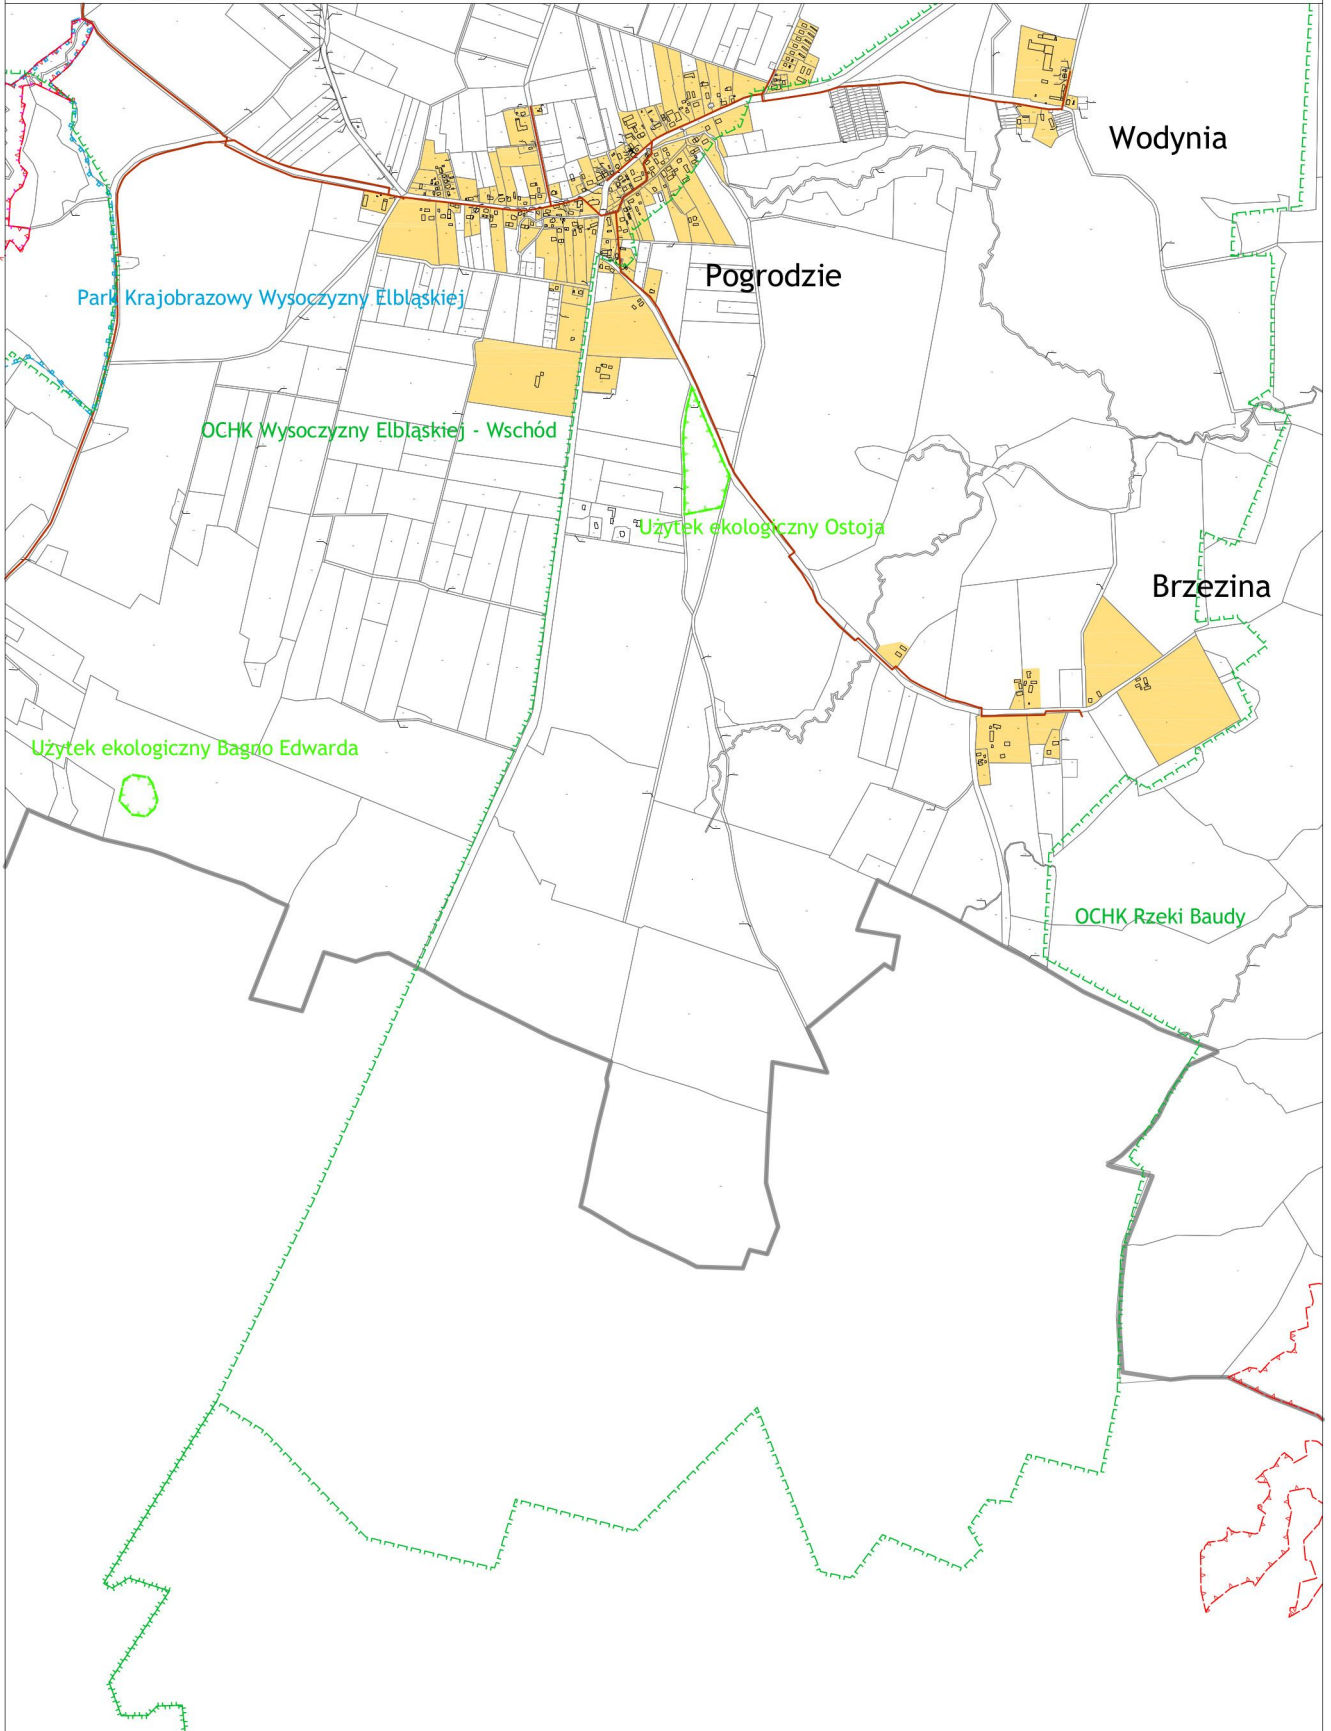 Wodynia
Pogrodzie
Park Krajobrazowy Wysoczyzny Elbląskiej
OCHK Wysoczyzny Elbląskiej - Wschód
Użytek ekologiczny Ostoja
Brzezina
Użytek ekologiczny Bagno Edwarda
OCHK Rzeki Baudy